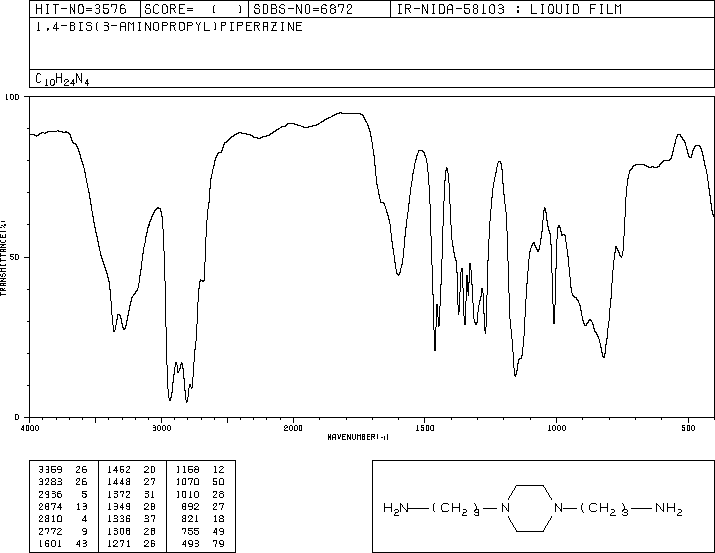 HIT-NO=3576 SCORE= ( ) SDBS-NO=6872 IR-NIDA-58103 : LIQUID FILM
1,4-BIS(3-AMINOPROPYL)PIPERAZINE
C10H24N4
100
50
0
TRANSMITTANCE(%)
4000 3000 2000 1500 1000 500
WAVENUMBER(-1)
3359 26 1462 20 1158 12
3283 26 1448 27 1070 50
2936 5 1372 31 1010 28
2874 13 1349 28 892 27
2810 4 1336 37 821 18
2772 9 1308 28 755 49
1601 43 1271 26 493 79
H2N—(CH2)3—N N—(CH2)3—NH2